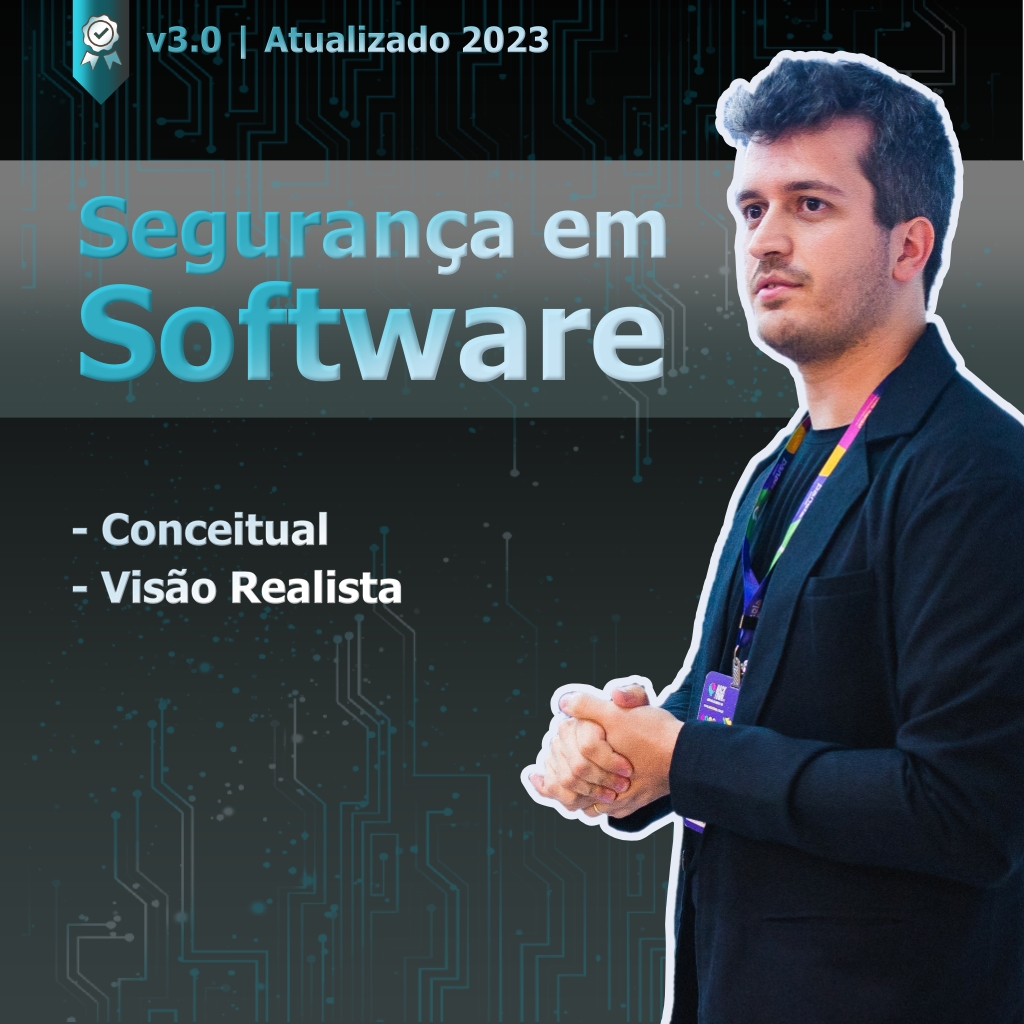 v3.0 | Atualizado 2023
Segurança em
Software
- Conceitual
- Visão Realista